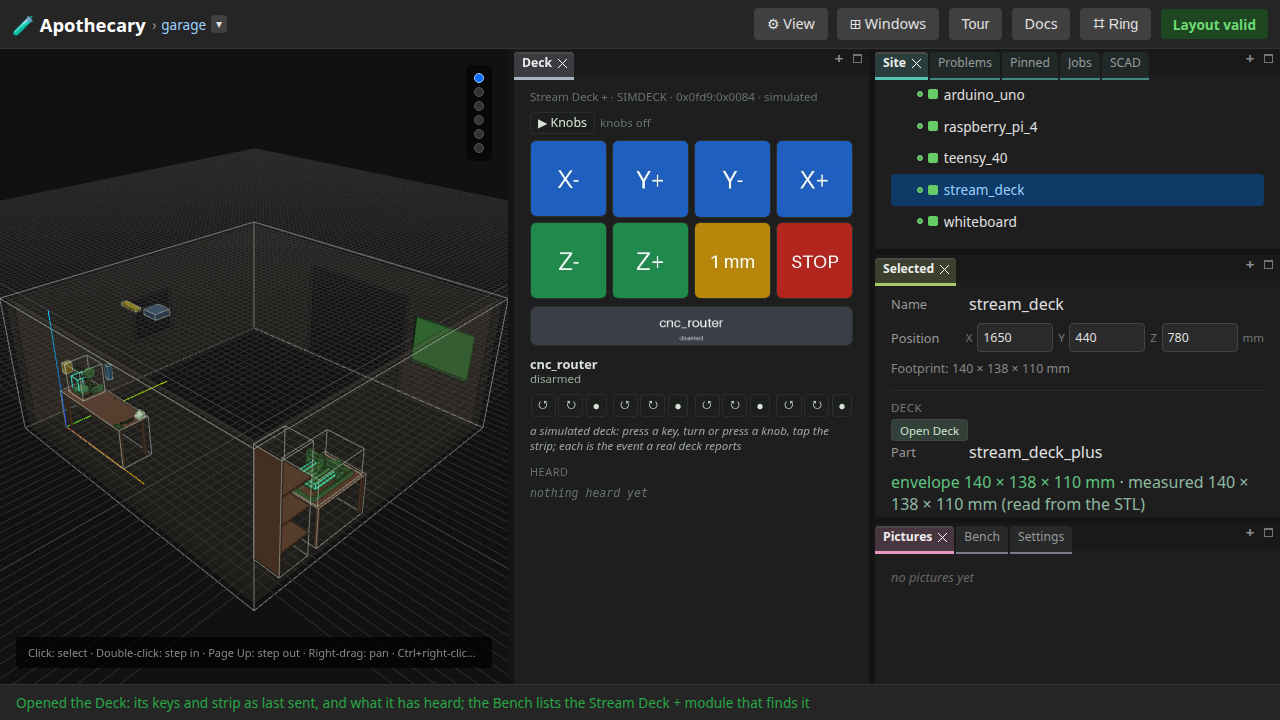 Apothecary › garage ▾
⚙ View
⊞ Windows
Tour
Docs
⌗ Ring
Layout valid
Click: select · Double-click: step in · Page Up: step out · Right-drag: pan · Ctrl+right-clic...
Deck
Stream Deck + · SIMDECK · 0x0fd9:0x0084 · simulated
▶ Knobs knobs off
X- Y+ Y- X+
Z- Z+ 1 mm STOP
cnc_router
disarmed
cnc_router
disarmed
a simulated deck: press a key, turn or press a knob, tap the
strip; each is the event a real deck reports
HEARD
nothing heard yet
Site Problems Pinned Jobs SCAD
arduino_uno
raspberry_pi_4
teensy_40
stream_deck
whiteboard
Selected
Name stream_deck
Position X 1650 Y 440 Z 780 mm
Footprint: 140 × 138 × 110 mm
DECK
Open Deck
Part stream_deck_plus
envelope 140 × 138 × 110 mm · measured 140 ×
138 × 110 mm (read from the STL)
Pictures Bench Settings
no pictures yet
Opened the Deck: its keys and strip as last sent, and what it has heard; the Bench lists the Stream Deck + module that finds it